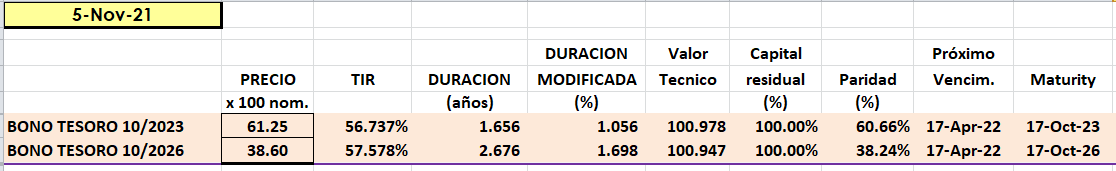 5-Nov-21
DURACION Valor Capital Próximo
PRECIO TIR DURACION MODIFICADA Tecnico residual Paridad Vencim. Maturity
x 100 nom. (años) (%) (%) (%)
BONO TESORO 10/2023 61.25 56.737% 1.656 1.056 100.978 100.00% 60.66% 17-Apr-22 17-Oct-23
BONO TESORO 10/2026 38.60 57.578% 2.676 1.698 100.947 100.00% 38.24% 17-Apr-22 17-Oct-26